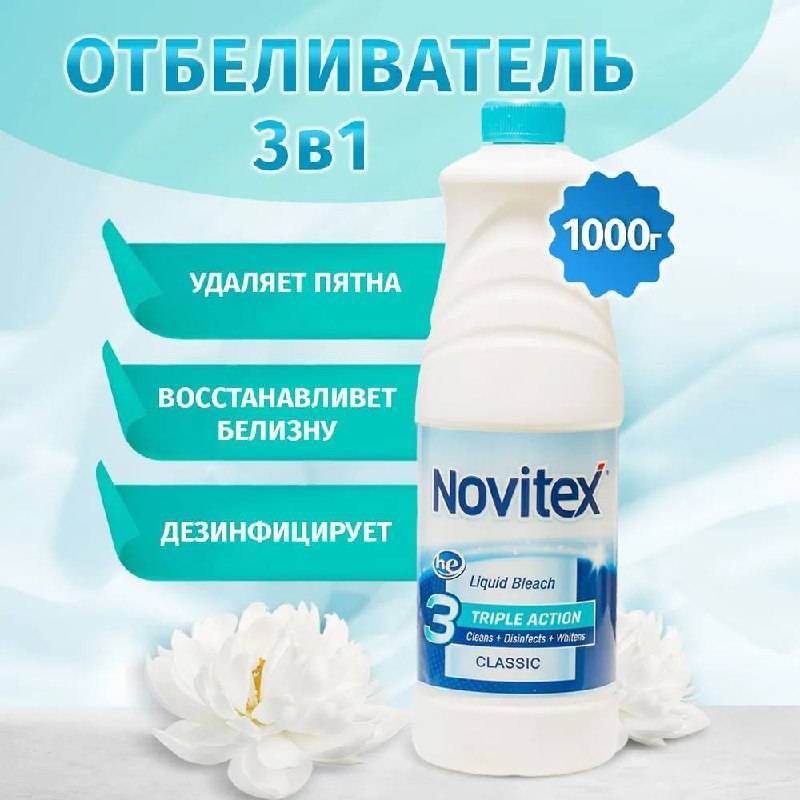 ОТБЕЛИВАТЕЛЬ
3в1
1000г
УДАЛЯЕТ ПЯТНА
ВОССТАНАВЛИВЕТ
БЕЛИЗНУ
ДЕЗИНФИЦИРУЕТ
Novitex
he
Liquid Bleach
3 TRIPLE ACTION
Cleans + Disinfects + Whitens
CLASSIC